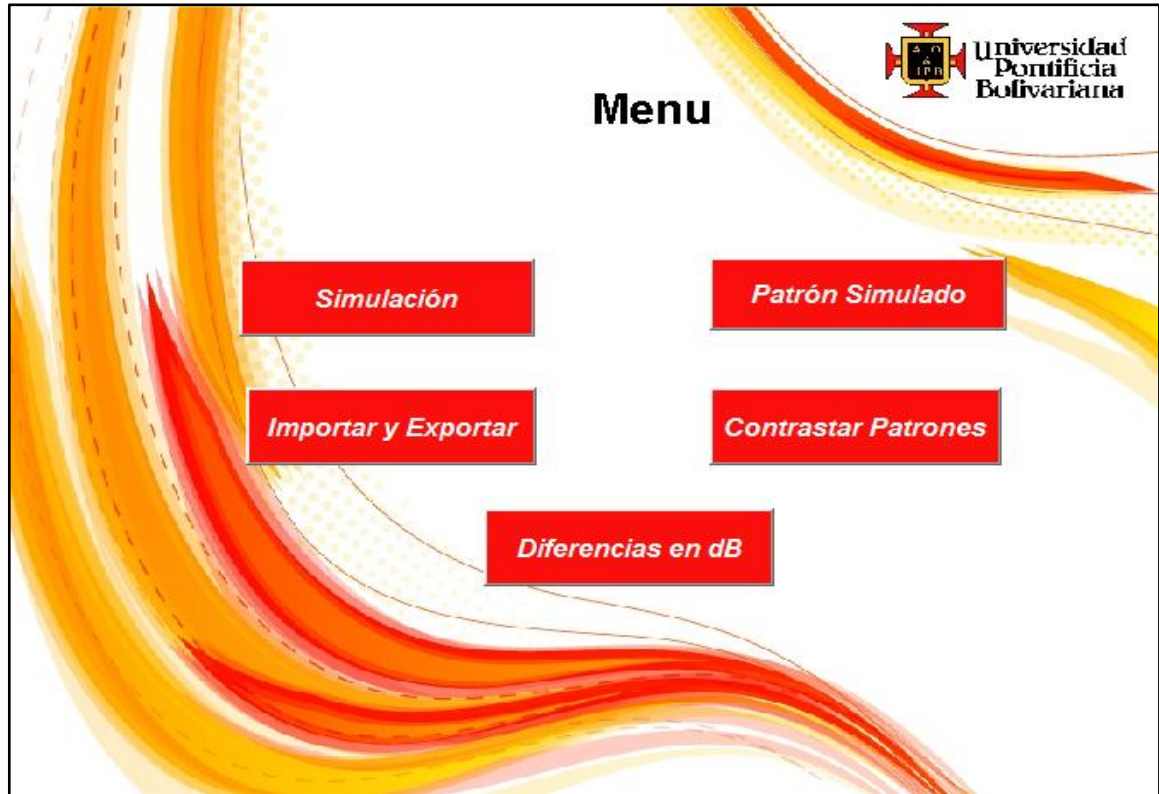 Universidad
Pontificia
Bolivariana
Menu
Simulación
Patrón Simulado
Importar y Exportar
Contrastar Patrones
Diferencias en dB